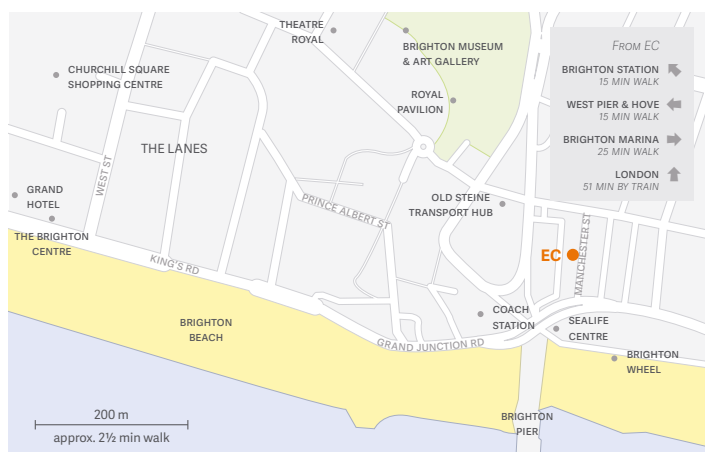 THEATRE
ROYAL
BRIGHTON MUSEUM
& ART GALLERY
CHURCHILL SQUARE
SHOPPING CENTRE
ROYAL
PAVILION
FROM EC
BRIGHTON STATION
15 MIN WALK
WEST PIER & HOVE
15 MIN WALK
BRIGHTON MARINA
25 MIN WALK
LONDON
51 MIN BY TRAIN
THE LANES
WEST ST
GRAND
HOTEL
THE BRIGHTON
CENTRE
PRINCE ALBERT ST
OLD STEINE
TRANSPORT HUB
MANCHESTER ST
EC
KING'S RD
BRIGHTON
BEACH
COACH
STATION
SEALIFE
CENTRE
GRAND JUNCTION RD
BRIGHTON
WHEEL
BRIGHTON
PIER
200 m
approx. 2½ min walk